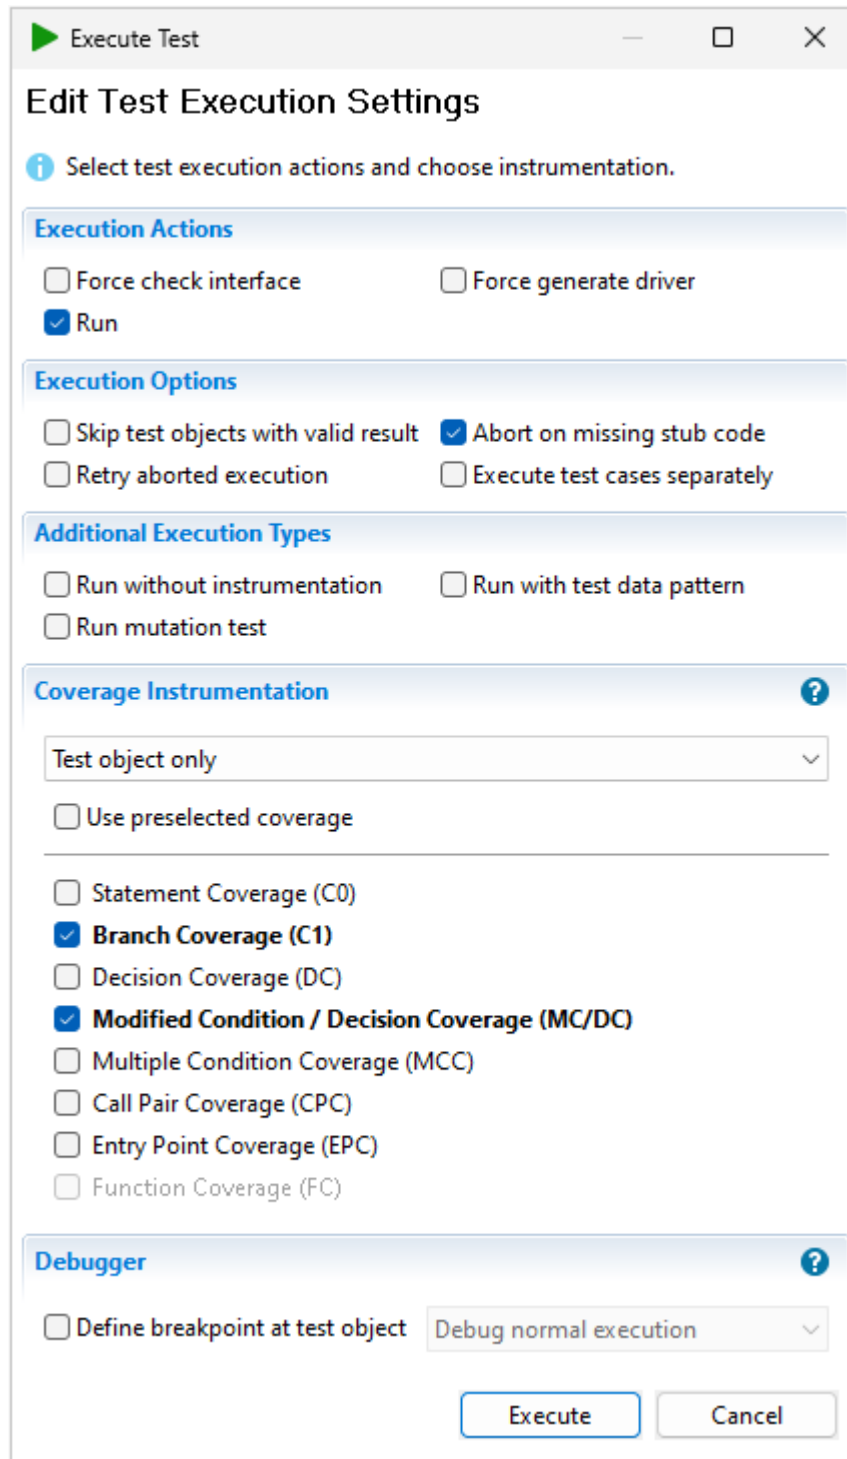 Execute Test
Edit Test Execution Settings
Select test execution actions and choose instrumentation.
Execution Actions
Force check interface Force generate driver
Run
Execution Options
Skip test objects with valid result Abort on missing stub code
Retry aborted execution Execute test cases separately
Additional Execution Types
Run without instrumentation Run with test data pattern
Run mutation test
Coverage Instrumentation ?
Test object only
Use preselected coverage
Statement Coverage (C0)
Branch Coverage (C1)
Decision Coverage (DC)
Modified Condition / Decision Coverage (MC/DC)
Multiple Condition Coverage (MCC)
Call Pair Coverage (CPC)
Entry Point Coverage (EPC)
Function Coverage (FC)
Debugger ?
Define breakpoint at test object Debug normal execution
Execute Cancel